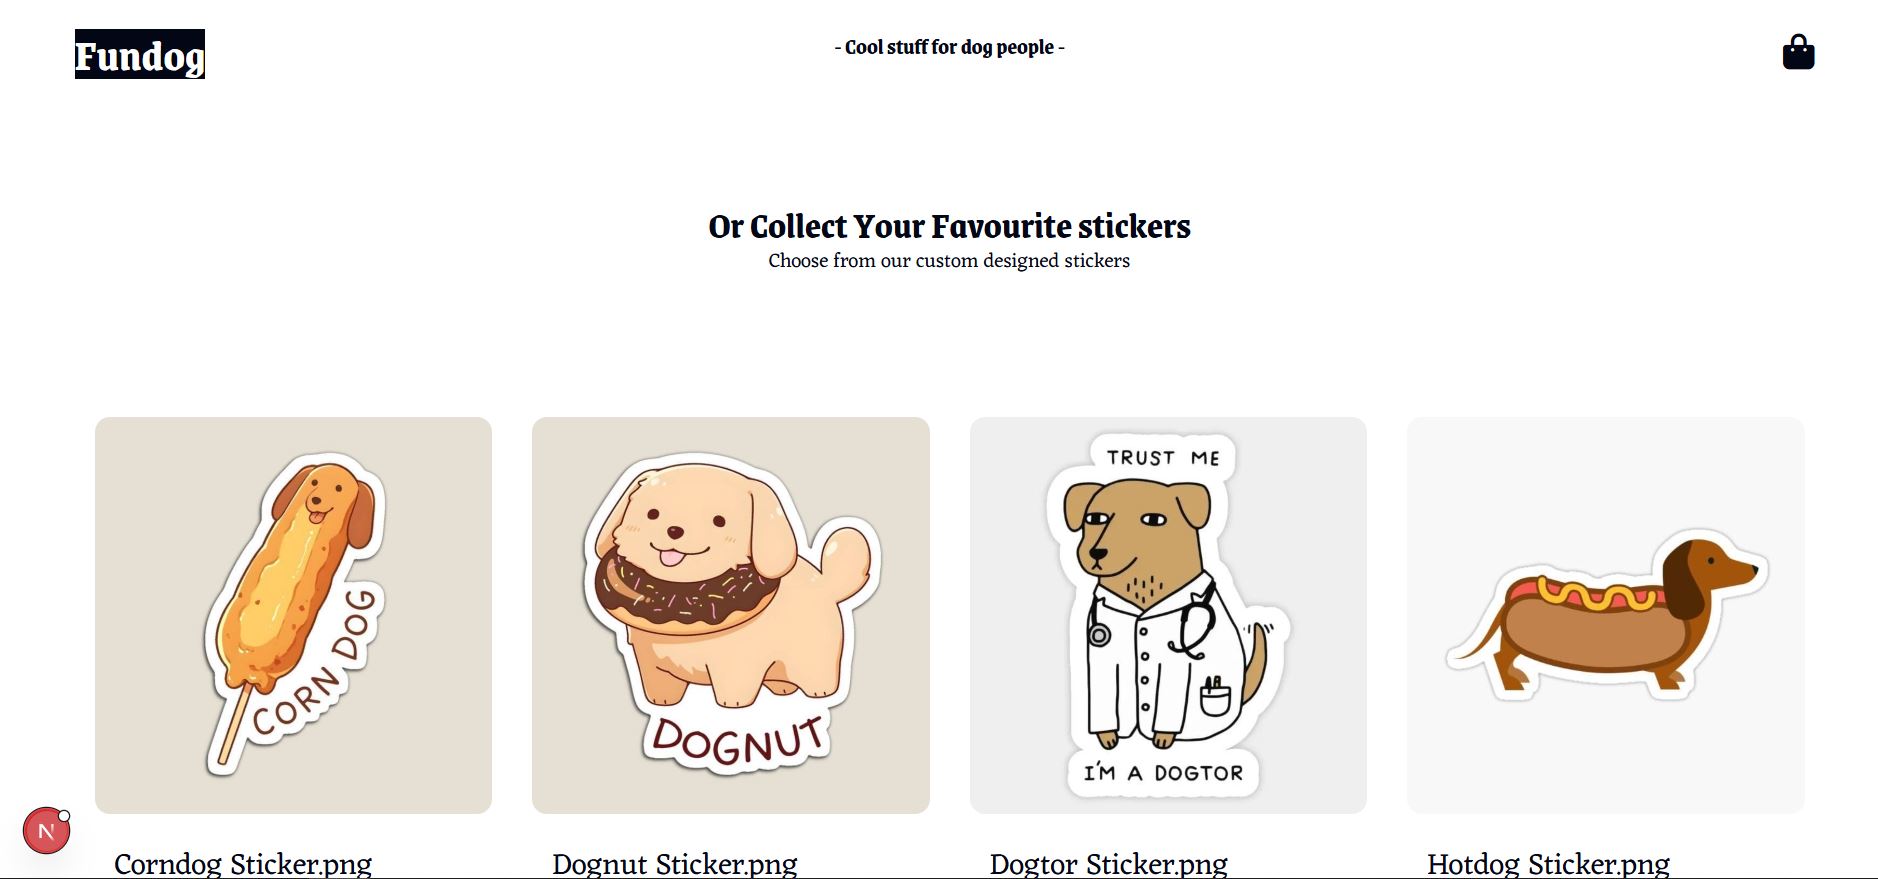 Fundog
- Cool stuff for dog people -
Or Collect Your Favourite stickers
Choose from our custom designed stickers
CORN DOG
DOGNUT
TRUST ME
I'M A DOGTOR
N
Corndog Sticker.png
Dognut Sticker.png
Dogtor Sticker.png
Hotdog Sticker.png